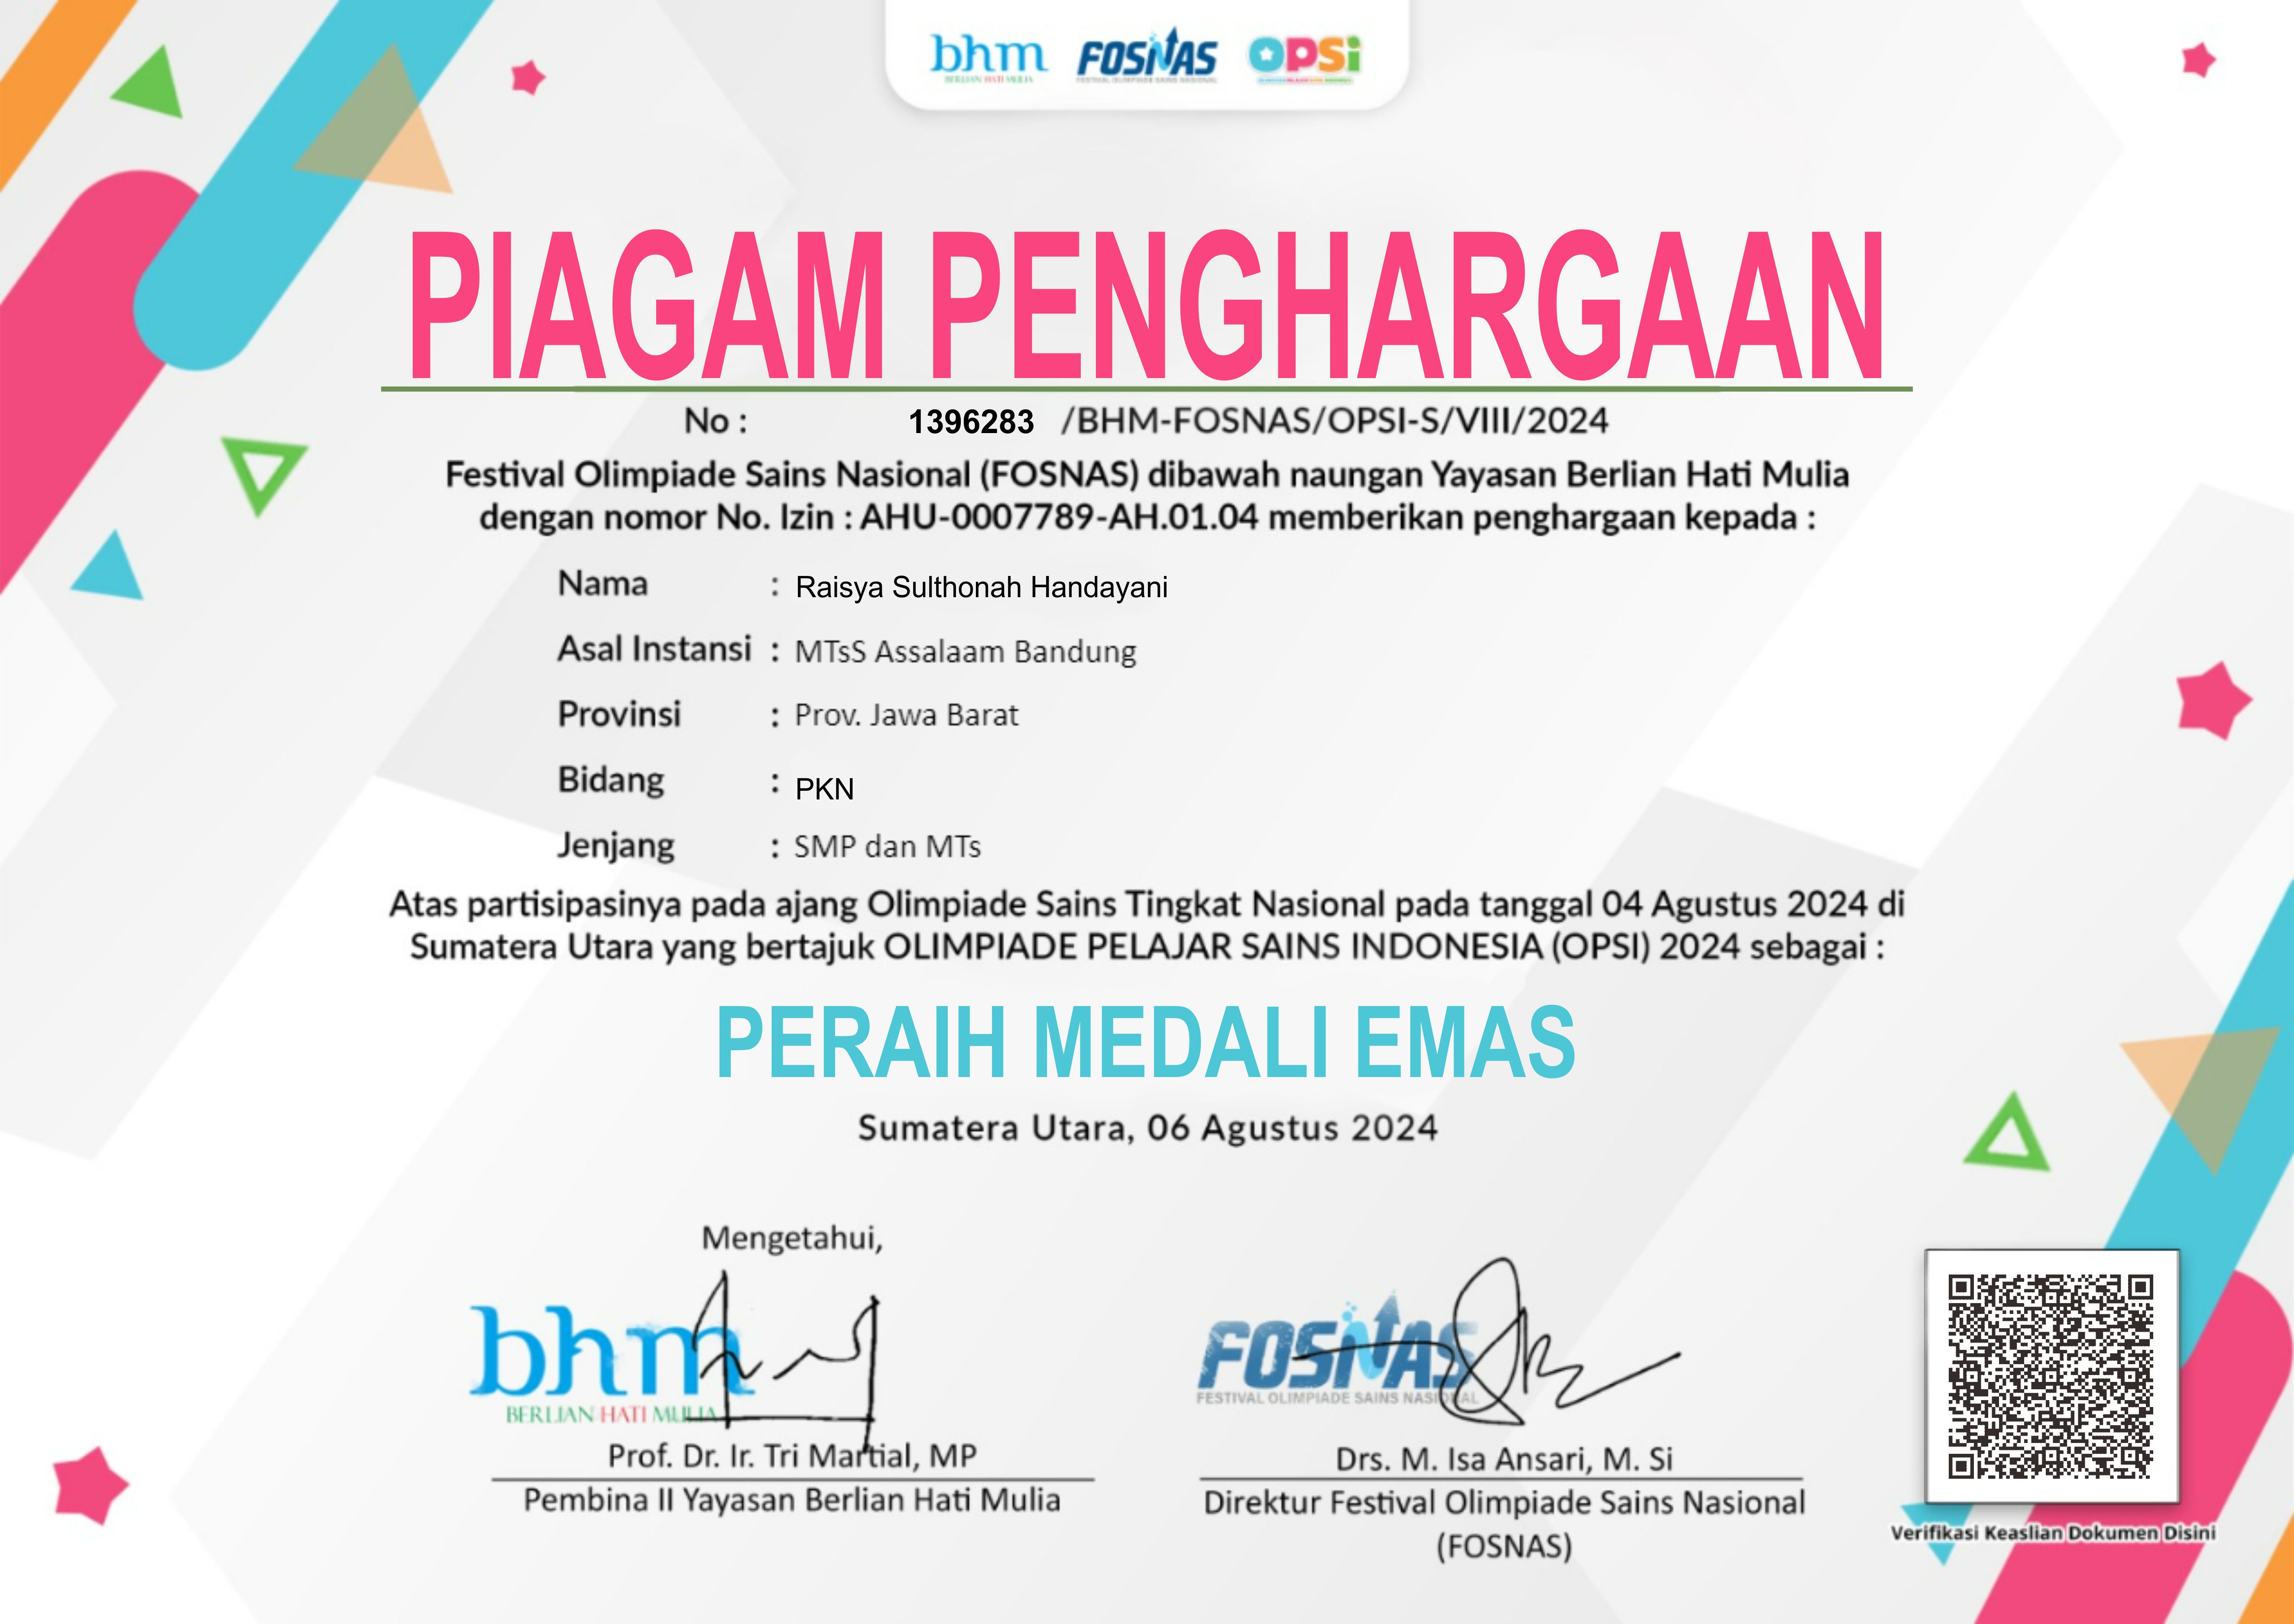 bhm FOSNAS OPSi
BERLIAN HATI MULIA FESTIVAL OLIMPIADE SAINS NASIONAL
PIAGAM PENGHARGAAN
No : 1396283 /BHM-FOSNAS/OPSI-S/VIII/2024
Festival Olimpiade Sains Nasional (FOSNAS) dibawah naungan Yayasan Berlian Hati Mulia
dengan nomor No. Izin : AHU-0007789-AH.01.04 memberikan penghargaan kepada :
Nama : Raisya Sulthonah Handayani
Asal Instansi : MTsS Assalaam Bandung
Provinsi : Prov. Jawa Barat
Bidang : PKN
Jenjang : SMP dan MTs
Atas partisipasinya pada ajang Olimpiade Sains Tingkat Nasional pada tanggal 04 Agustus 2024 di
Sumatera Utara yang bertajuk OLIMPIADE PELAJAR SAINS INDONESIA (OPSI) 2024 sebagai :
PERAIH MEDALI EMAS
Sumatera Utara, 06 Agustus 2024
Mengetahui,
bhm
BERLIAN HATI MULIA
Prof. Dr. Ir. Tri Martial, MP
Pembina II Yayasan Berlian Hati Mulia
FOSNAS
FESTIVAL OLIMPIADE SAINS NASIONAL
Drs. M. Isa Ansari, M. Si
Direktur Festival Olimpiade Sains Nasional
(FOSNAS)
Verifikasi Keaslian Dokumen Disini